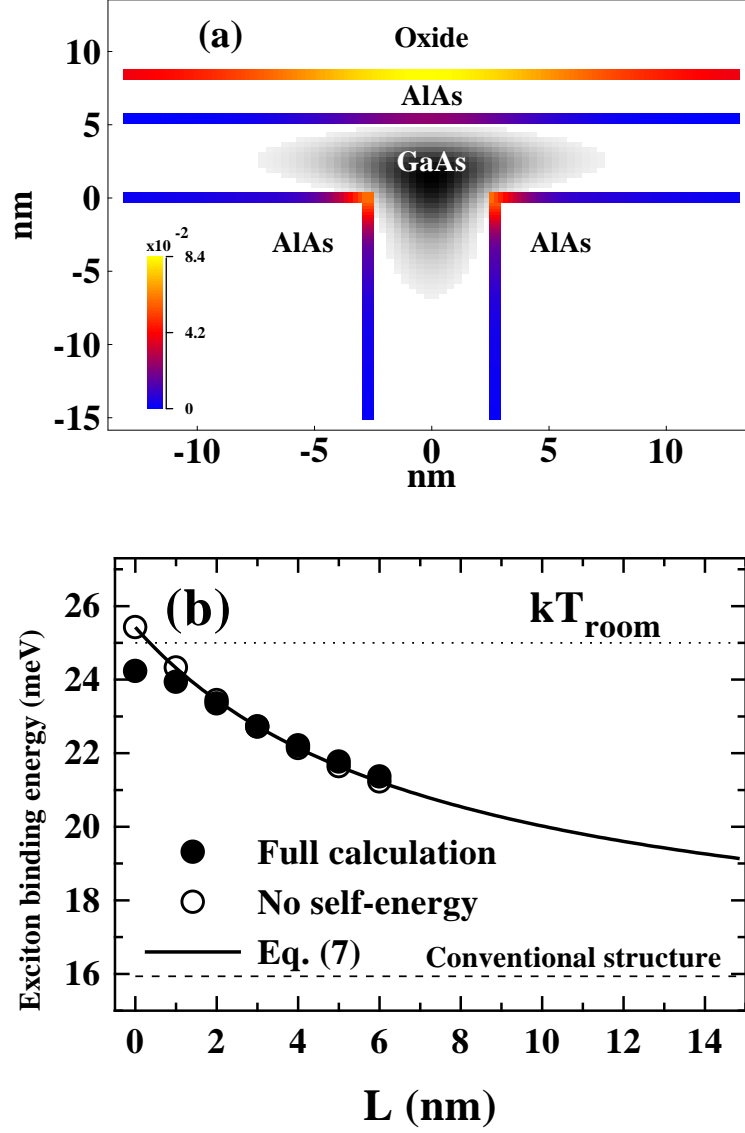 (a)
Oxide
AlAs
GaAs
AlAs
AlAs
x10 -2
8.4
4.2
0
10
5
0
-5
-10
-15
nm
-10 -5 0 5 10
nm
(b)
kT room
26
24
22
20
18
16
Exciton binding energy (meV)
Full calculation
No self-energy
Eq. (7)
Conventional structure
0 2 4 6 8 10 12 14
L (nm)